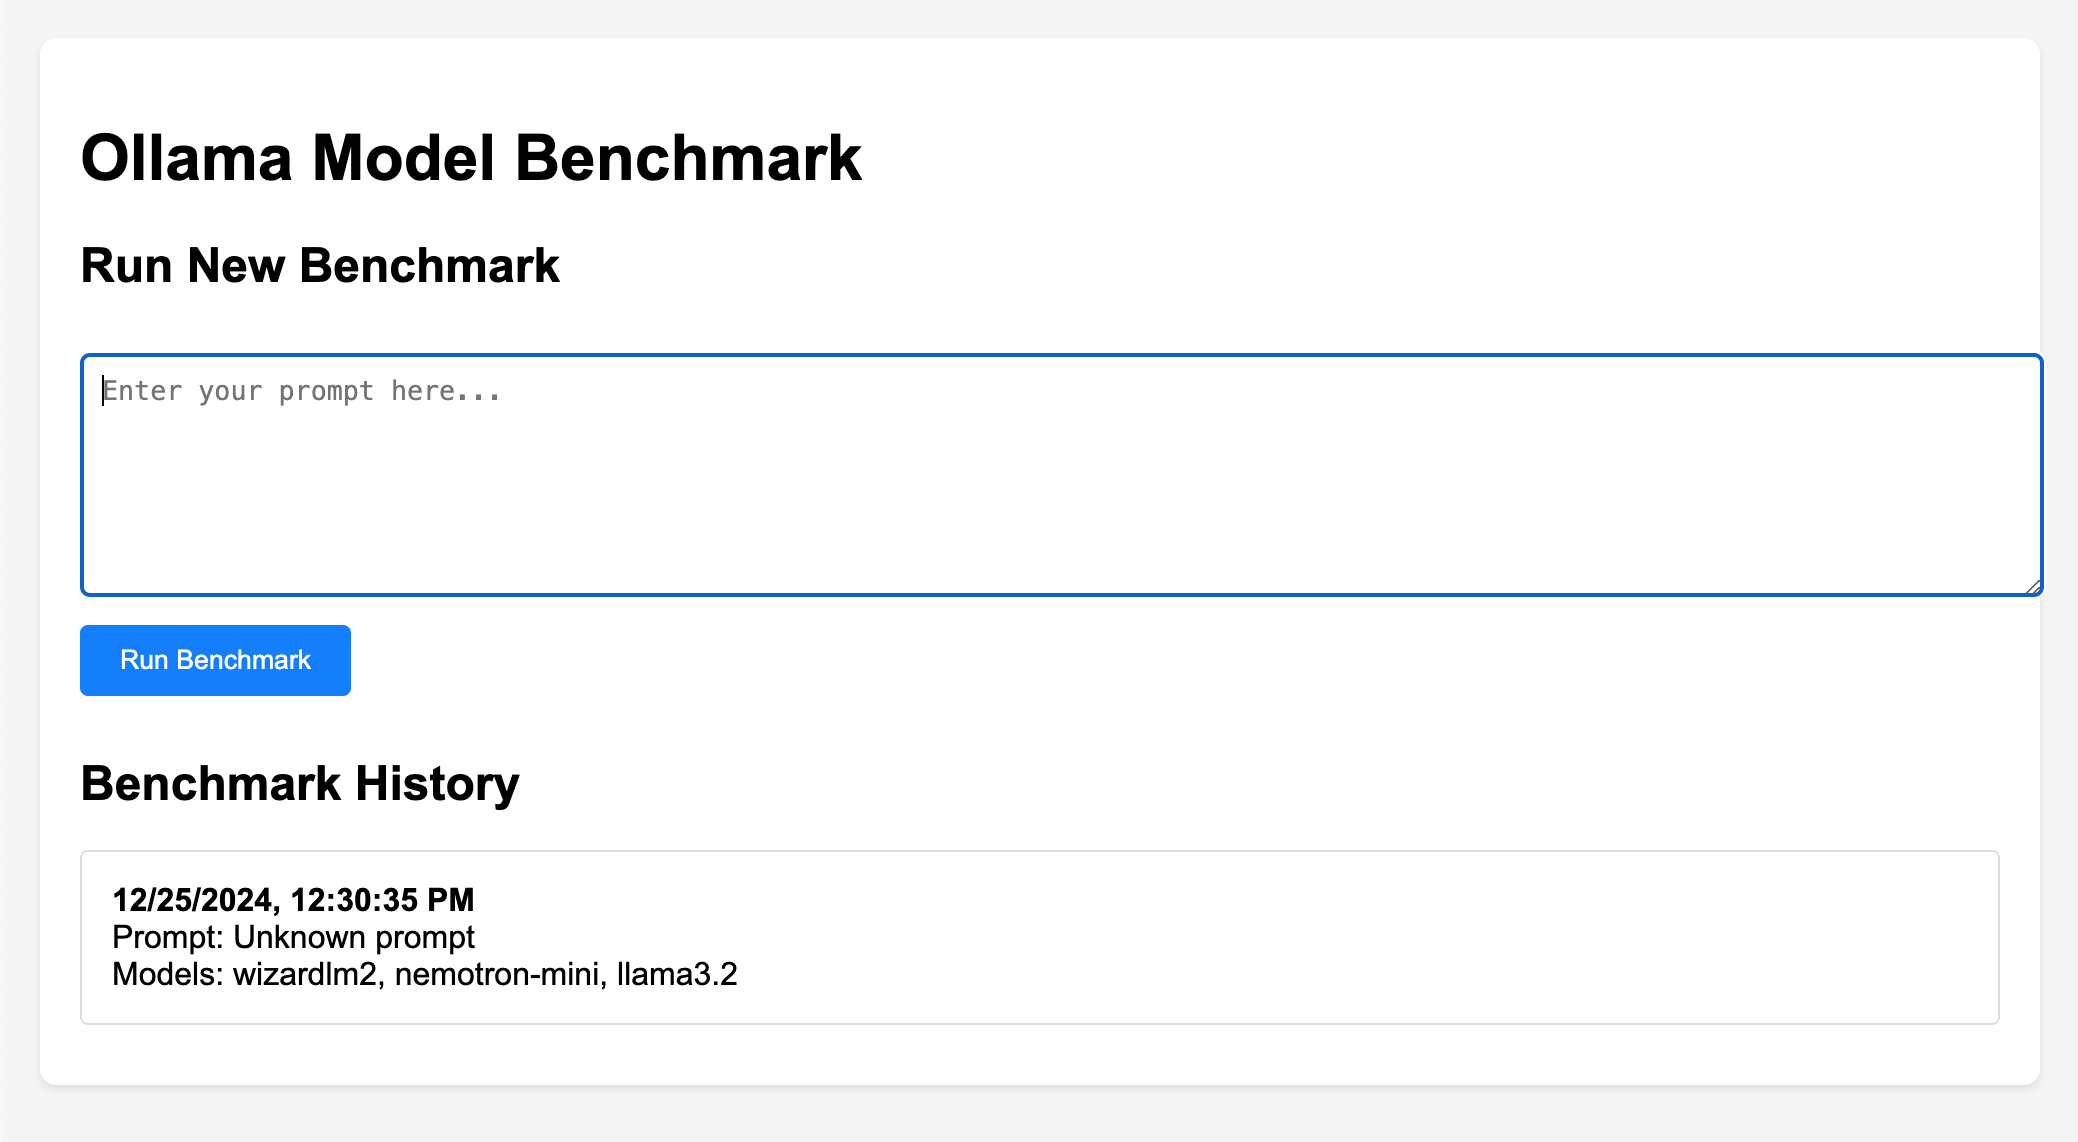 Ollama Model Benchmark
Run New Benchmark
Enter your prompt here...
Run Benchmark
Benchmark History
12/25/2024, 12:30:35 PM
Prompt: Unknown prompt
Models: wizardlm2, nemotron-mini, llama3.2